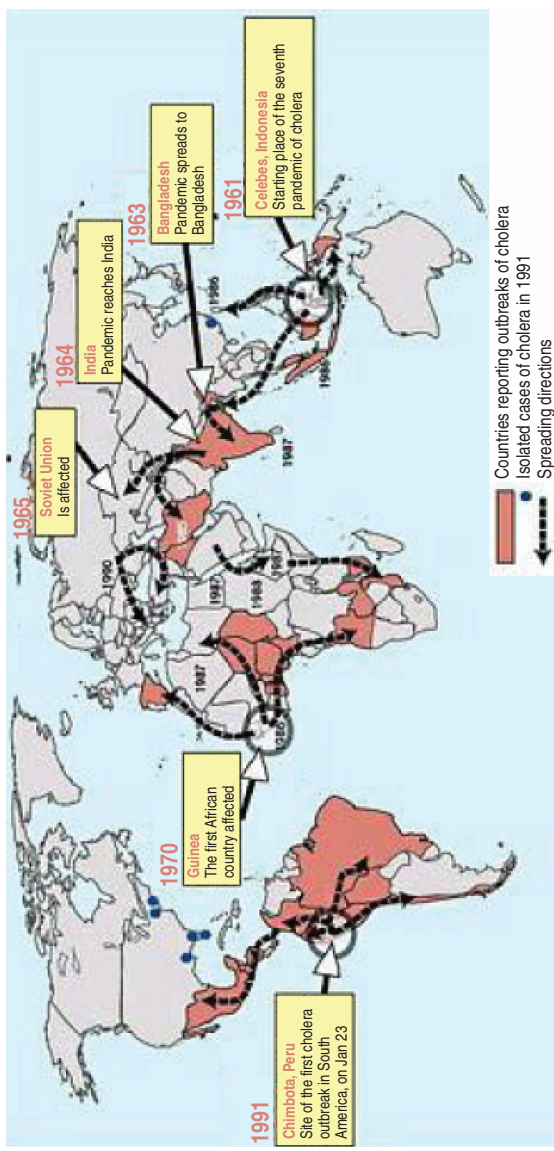 1965
Soviet Union
Is affected
1964
India
Pandemic reaches India
1963
Bangladesh
Pandemic spreads to
Bangladesh
1961
Celebes, Indonesia
Starting place of the seventh
pandemic of cholera
1970
Guinea
The first African
country affected
1991
Chimbota, Peru
Site of the first cholera
outbreak in South
America, on Jan 23
1990
1987
1987
1988
1987
1987
1986
Countries reporting outbreaks of cholera
Isolated cases of cholera in 1991
Spreading directions